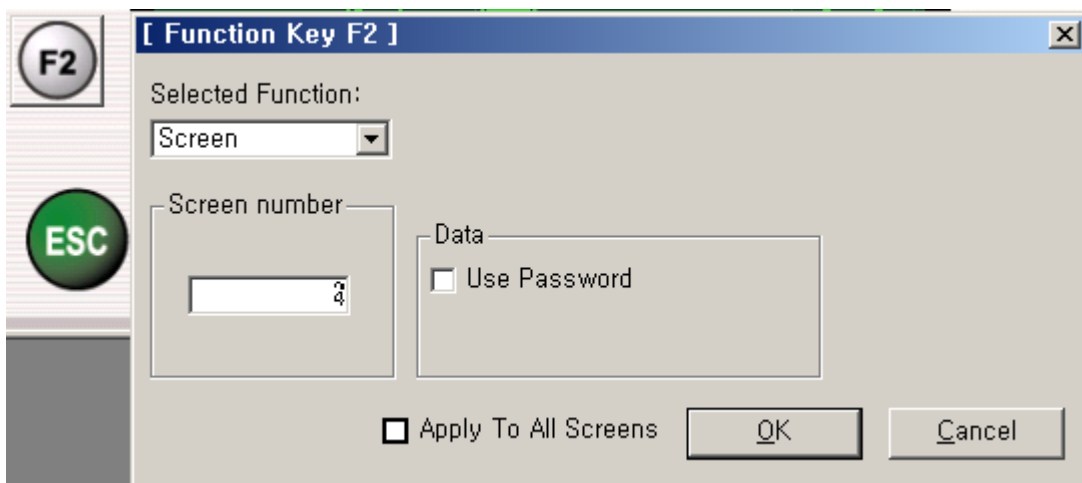 [ Function Key F2 ]
F2
Selected Function:
Screen
Screen number
ESC
Data
Use Password
Apply To All Screens
OK
Cancel